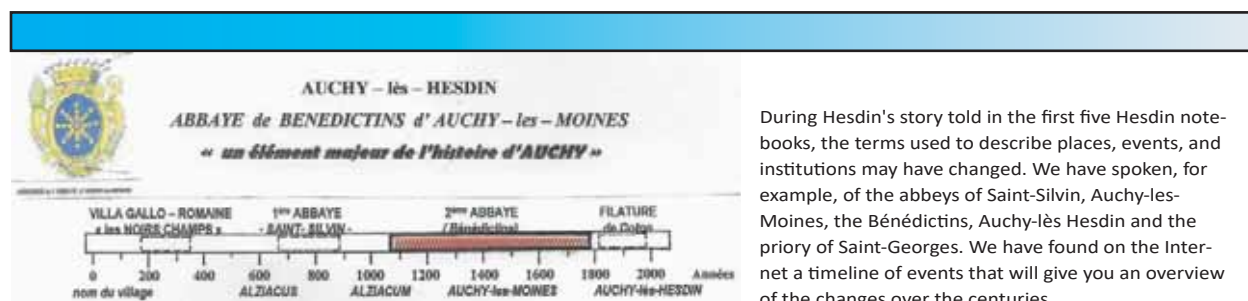 AUCHY – lès – HESDIN
ABBAYE de BENEDICTINS d' AUCHY – les – MOINES
« un élément majeur de l'histoire d'AUCHY »
VILLA GALLO – ROMAINE
« les NOIRS CHAMPS »
1ère ABBAYE
- SAINT- SILVIN -
2ème ABBAYE
(Bénédictins)
FILATURE
de Coton
0 200 400 600 800 1000 1200 1400 1600 1800 2000 Années
nom du village ALZIACUS ALZIACUM AUCHY-les-MOINES AUCHY-lès-HESDIN
During Hesdin's story told in the first five Hesdin note-
books, the terms used to describe places, events, and
institutions may have changed. We have spoken, for
example, of the abbeys of Saint-Silvin, Auchy-les-
Moines, the Bénédictins, Auchy-lès Hesdin and the
priory of Saint-Georges. We have found on the Inter-
net a timeline of events that will give you an overview
of the changes over the centuries